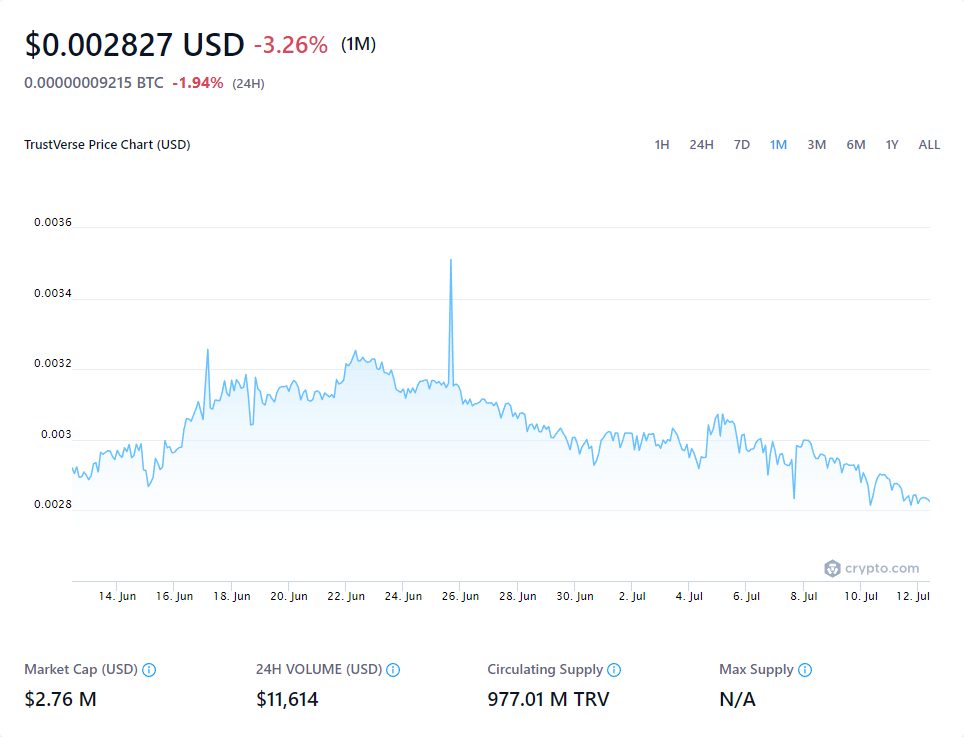 $0.002827 USD -3.26% (1M)
0.00000009215 BTC -1.94% (24H)
TrustVerse Price Chart (USD) 1H 24H 7D 1M 3M 6M 1Y ALL
0.0036
0.0034
0.0032
0.003
0.0028
crypto.com
14. Jun 16. Jun 18. Jun 20. Jun 22. Jun 24. Jun 26. Jun 28. Jun 30. Jun 2. Jul 4. Jul 6. Jul 8. Jul 10. Jul 12. Jul
Market Cap (USD) 24H VOLUME (USD) Circulating Supply Max Supply
$2.76 M $11,614 977.01 M TRV N/A